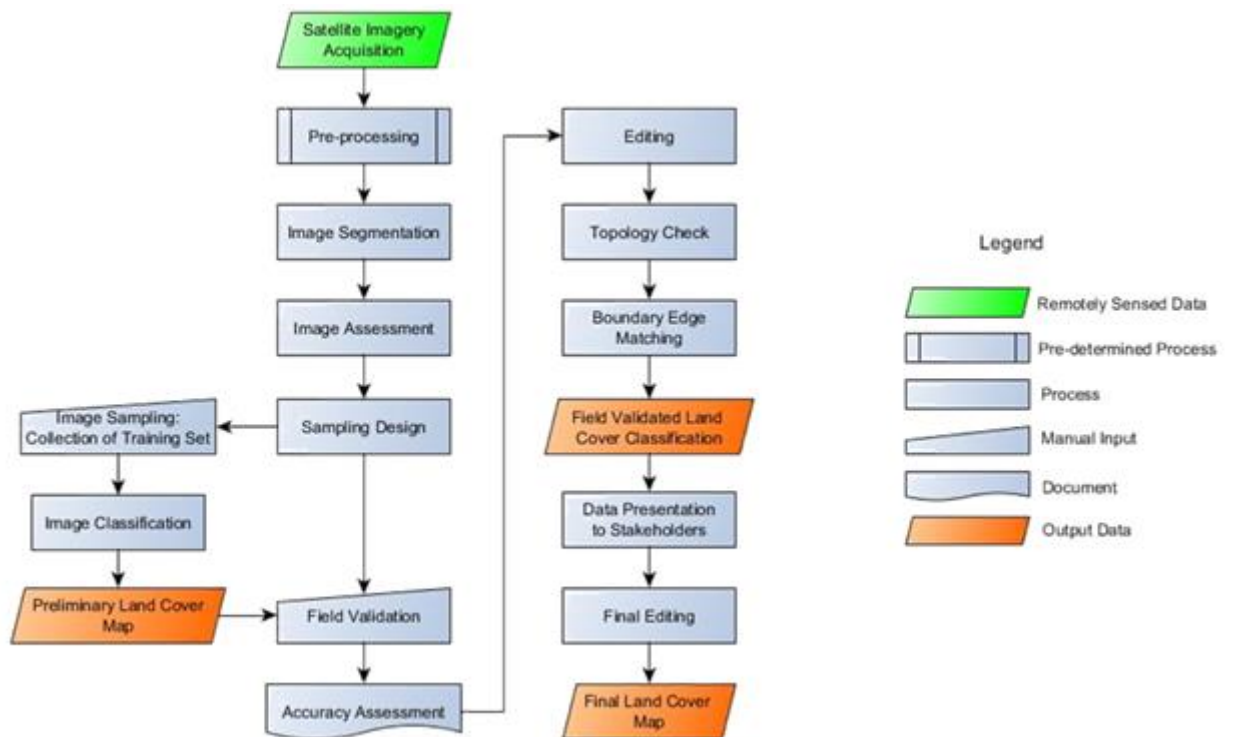 Satellite Imagery
Acquisition
Pre-processing
Image Segmentation
Image Assessment
Sampling Design
Image Sampling:
Collection of Training Set
Image Classification
Preliminary Land Cover
Map
Field Validation
Accuracy Assessment
Editing
Topology Check
Boundary Edge
Matching
Field Validated Land
Cover Classification
Data Presentation
to Stakeholders
Final Editing
Final Land Cover
Map
Legend
Remotely Sensed Data
Pre-determined Process
Process
Manual Input
Document
Output Data